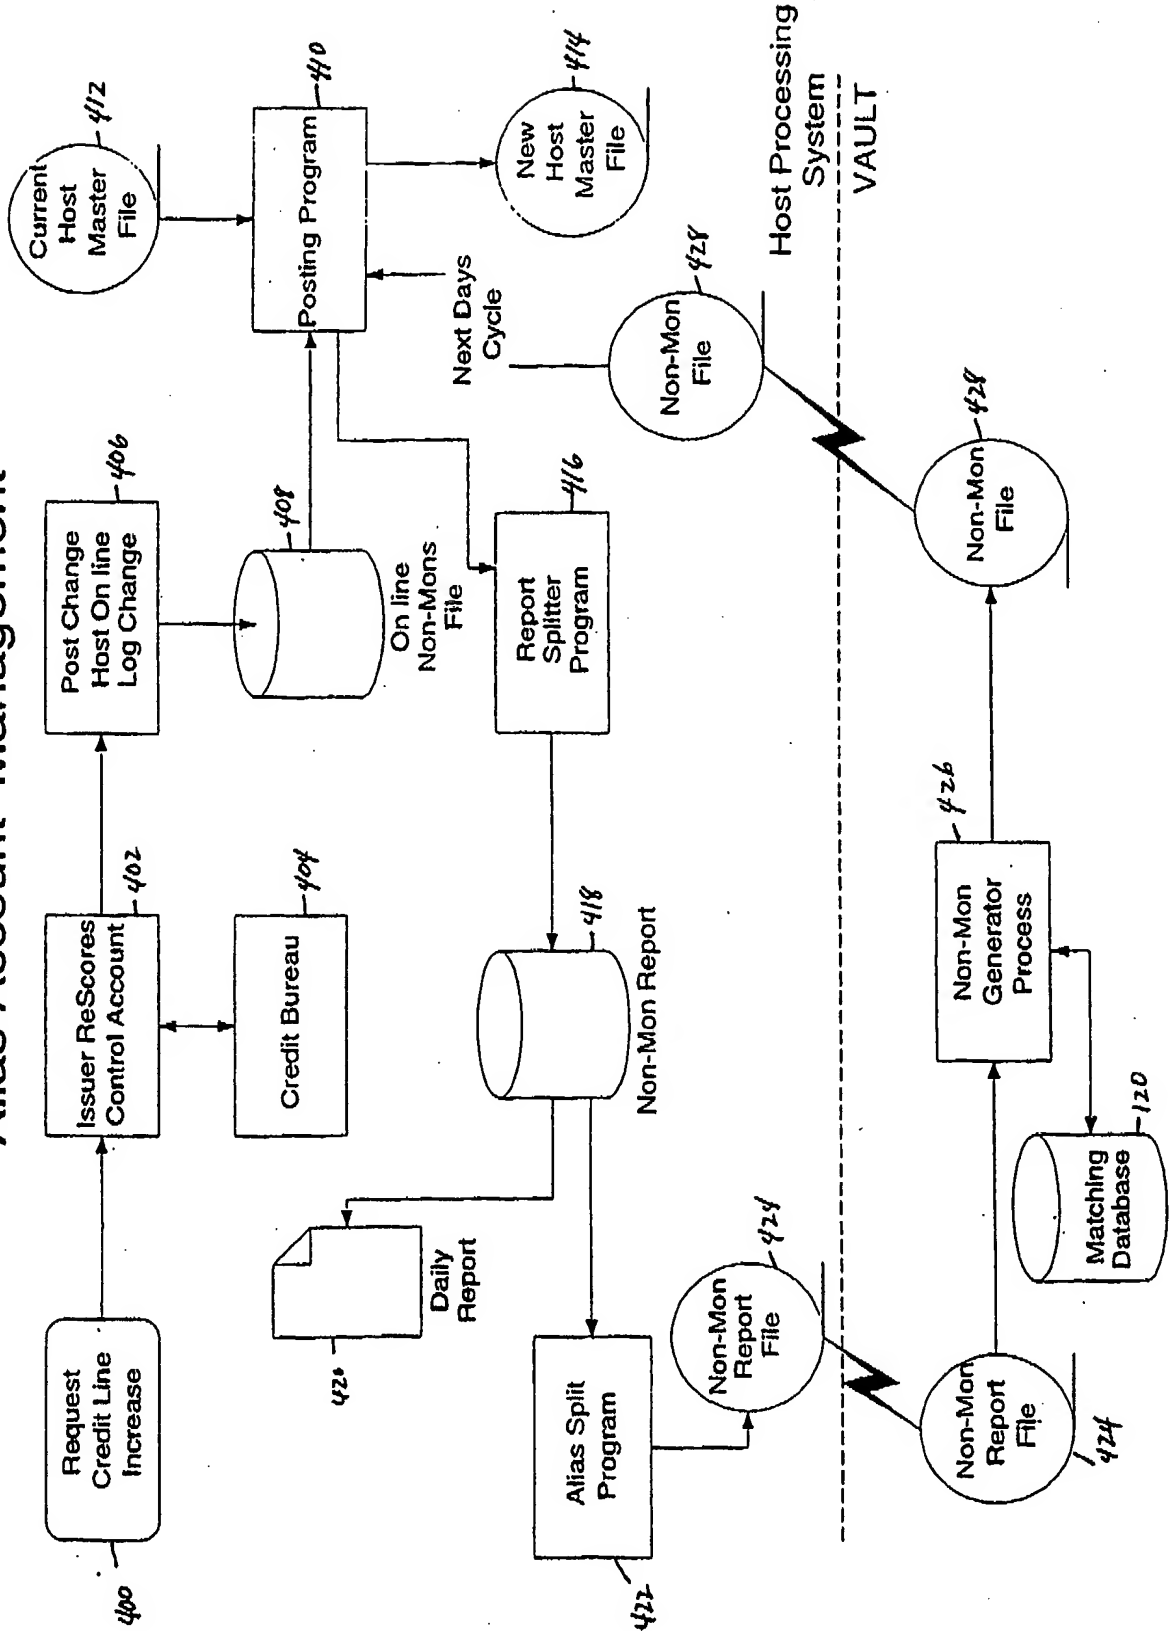 Alias Account Management
Request
Credit Line
Increase
400
Issuer ReScores
Control Account
402
Credit Bureau
404
Post Change
Host On line
Log Change
406
408
On line
Non-Mons
File
Current
Host
Master
File
412
Posting Program
410
New
Host
Master
File
414
Next Days
Cycle
Report
Splitter
Program
416
418
Non-Mon Report
Daily
Report
420
Alias Split
Program
422
Non-Mon
Report
File
424
Non-Mon
File
428
Host Processing
System
VAULT
Non-Mon
Report
File
424
Matching
Database
120
Non-Mon
Generator
Process
426
Non-Mon
File
428